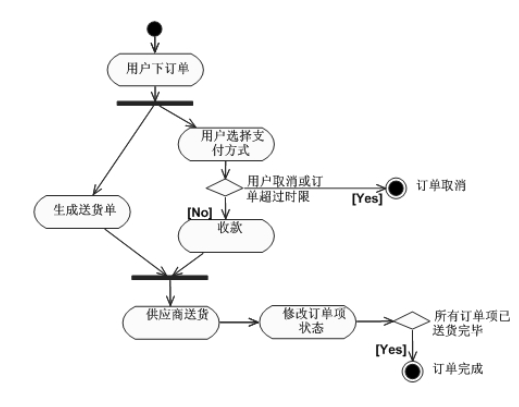 用户下订单
用户选择支
付方式
用户取消或订
单超过时限
[Yes]
订单取消
生成送货单
[No]
收款
供应商送货
修改订单项
状态
所有订单项已
送货完毕
[Yes]
订单完成